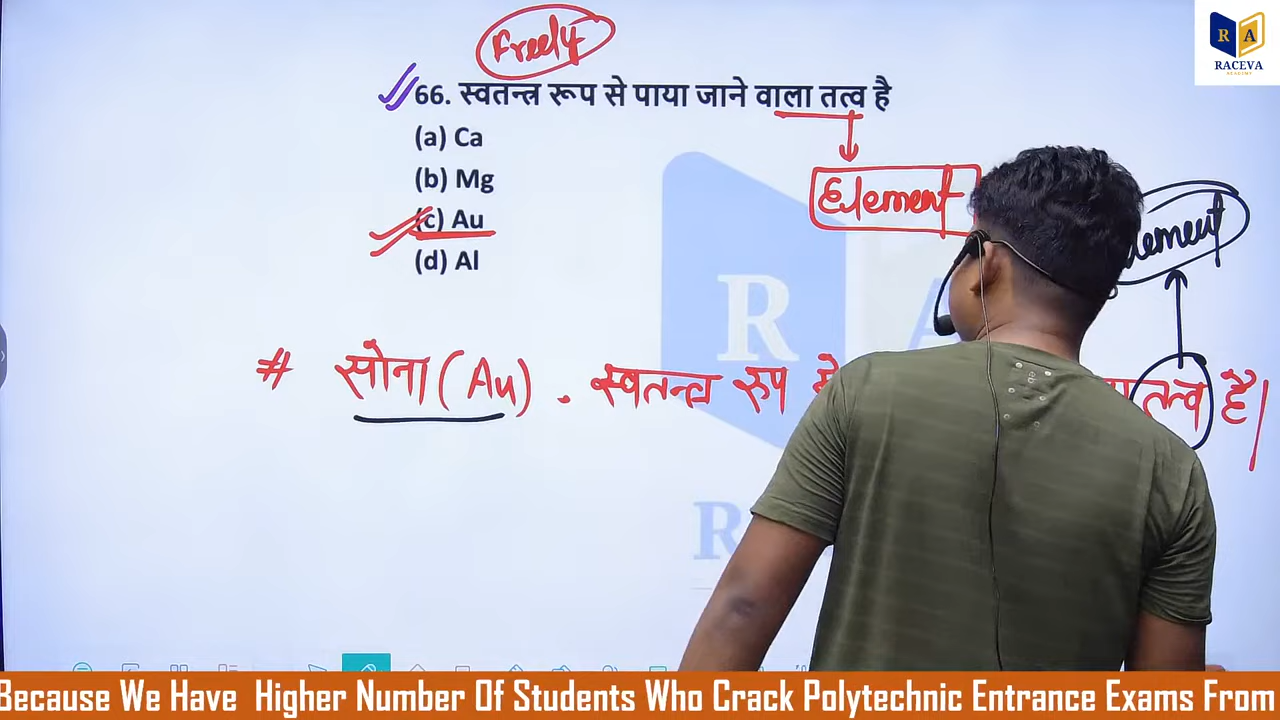 Freely
RA
RACEVA
ACADEMY
66. स्वतन्त्र रूप से पाया जाने वाला तत्व है
(a) Ca
(b) Mg
(c) Au
(d) Al
Element
# सोना (Au) . स्वतन्त्र रुप तत्व है।
R
Because We Have Higher Number Of Students Who Crack Polytechnic Entrance Exams From